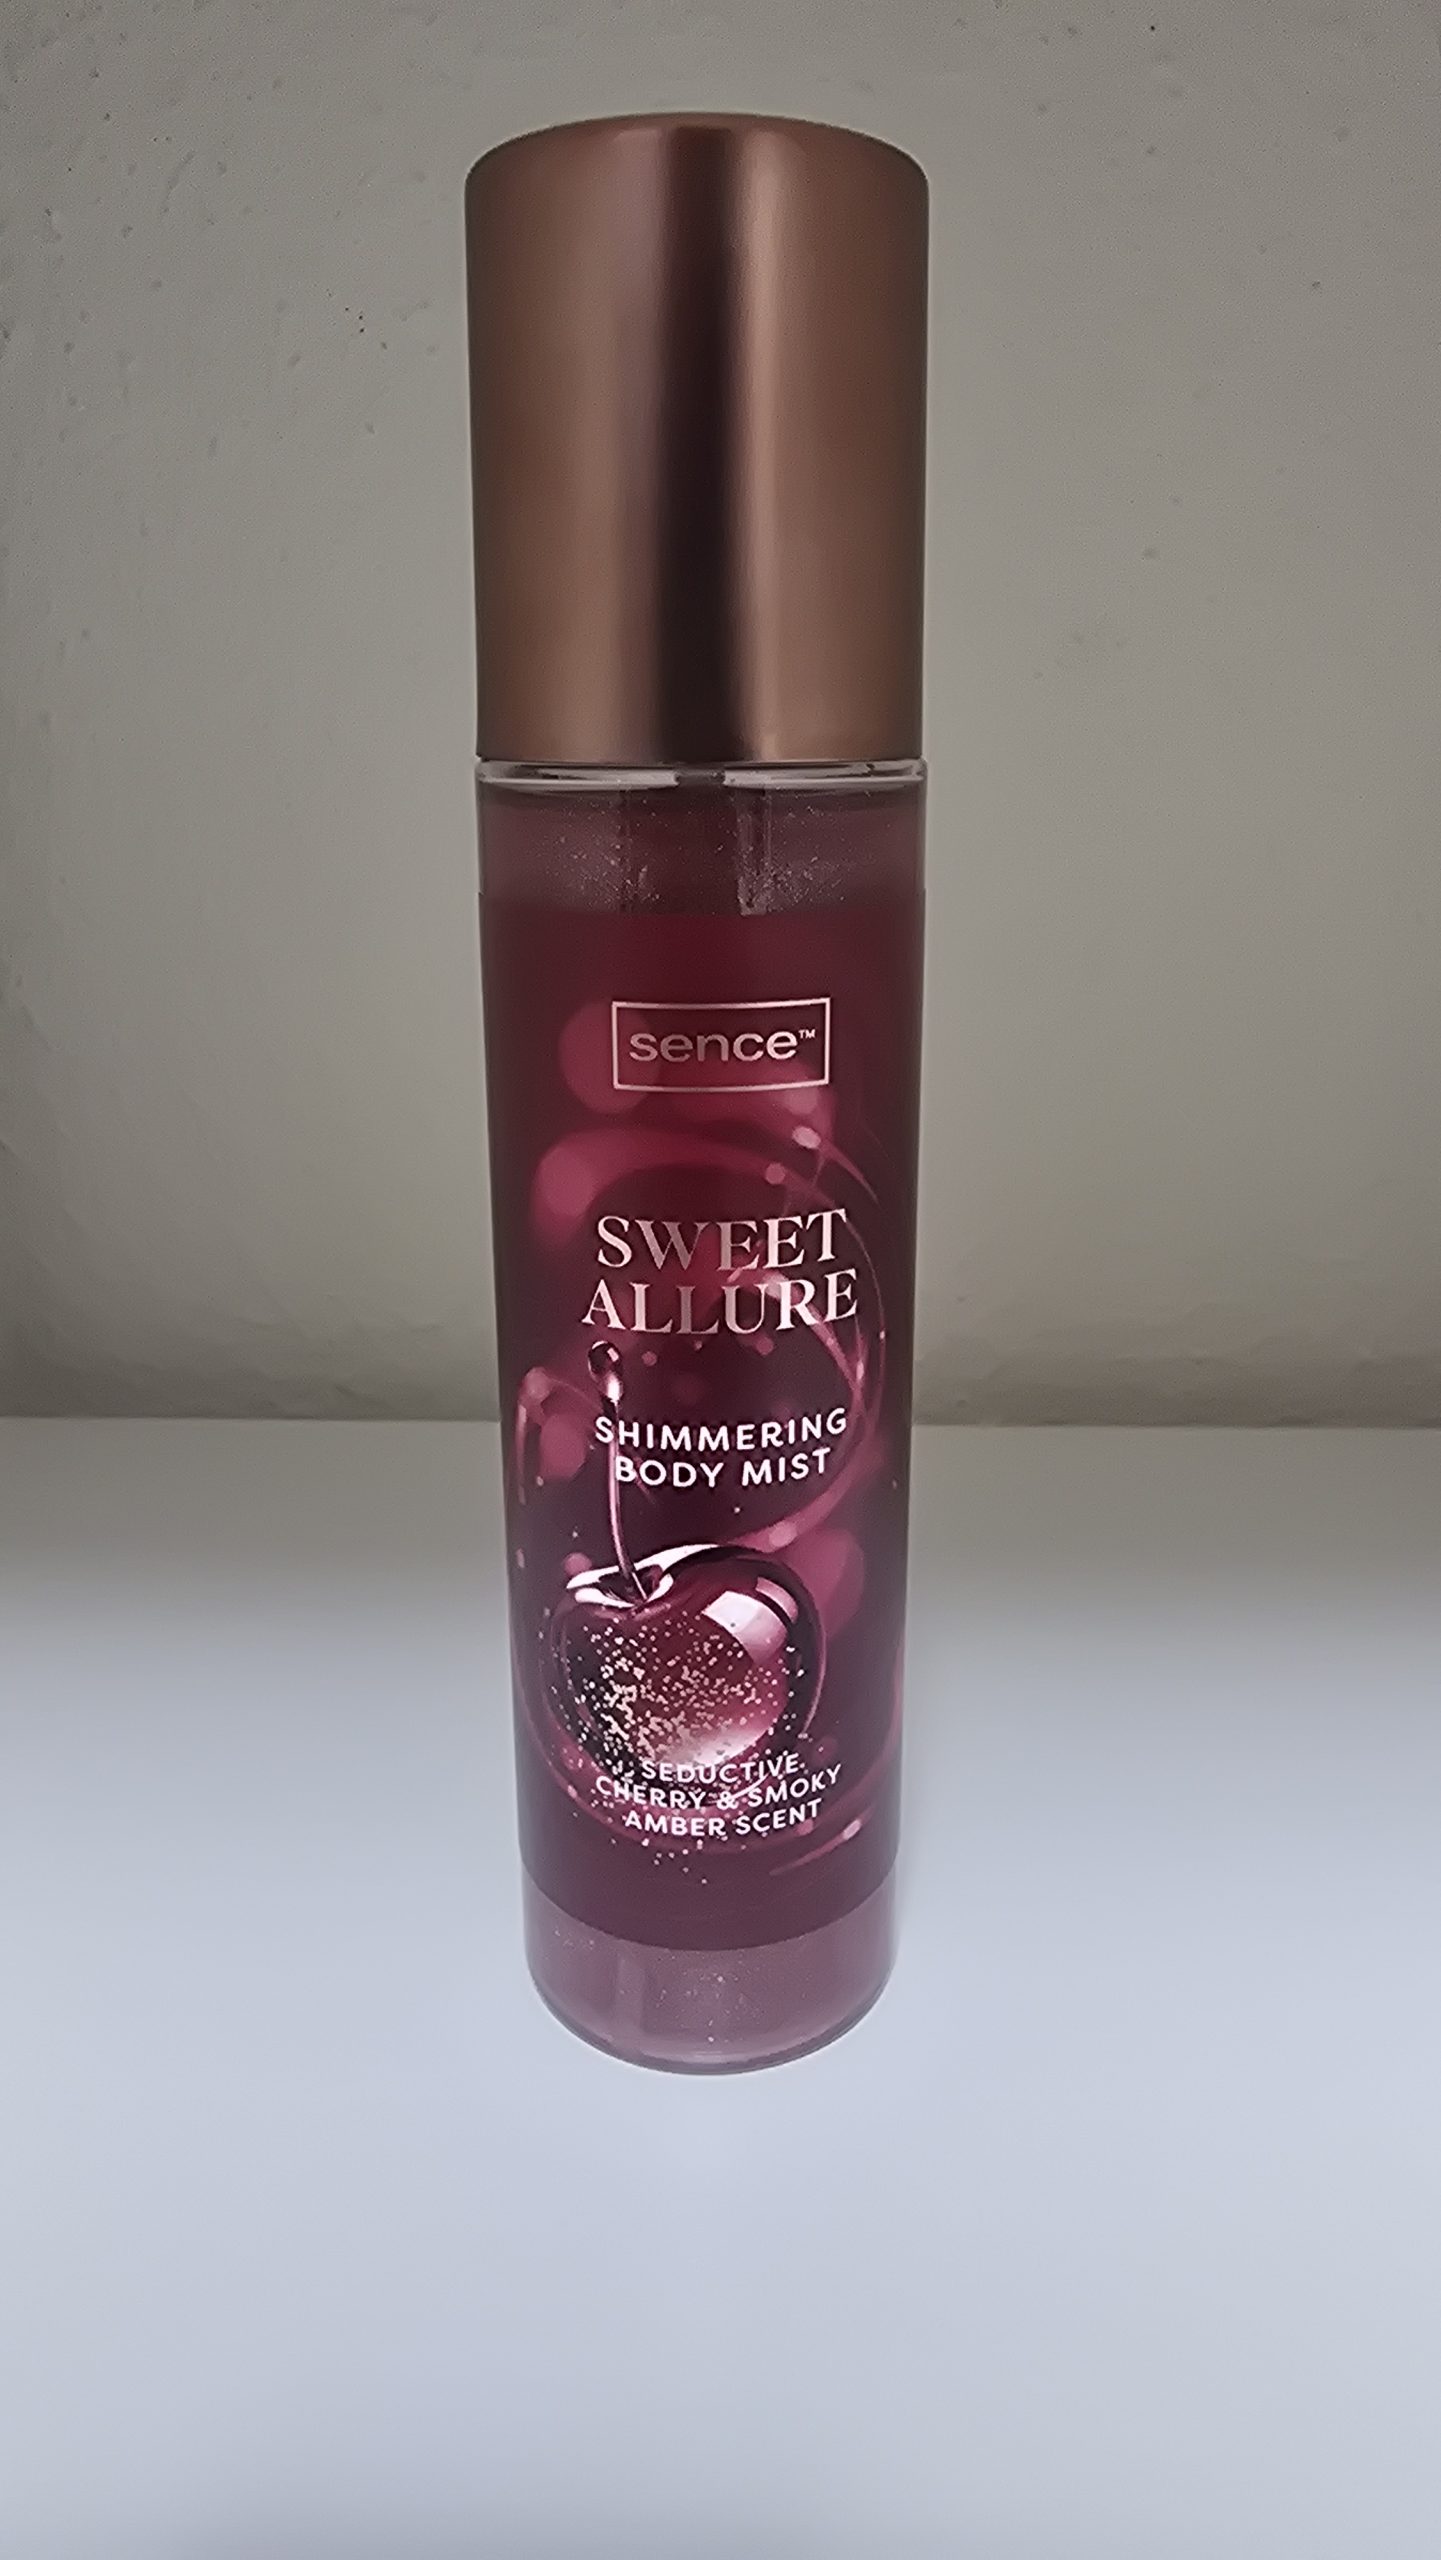 sence™
SWEET
ALLURE
SHIMMERING
BODY MIST
SEDUCTIVE
CHERRY & SMOKY
AMBER SCENT